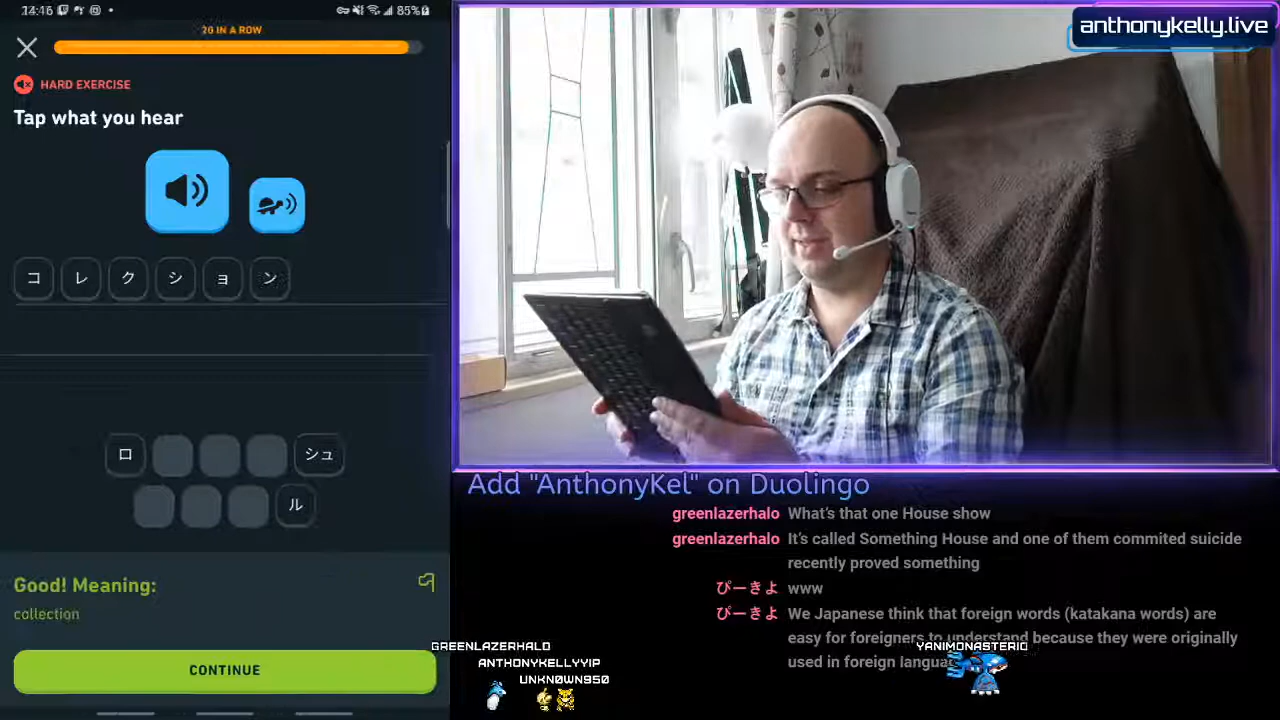 14:46
85%
20 IN A ROW
HARD EXERCISE
Tap what you hear
コ レ ク シ ョ ン
ロ シュ
ル
Good! Meaning:
collection
CONTINUE
anthonykelly.live
Add "AnthonyKel" on Duolingo
greenlazerhalo What's that one House show
greenlazerhalo It's called Something House and one of them commited suicide
recently proved something
ぴーきよ www
ぴーきよ We Japanese think that foreign words (katakana words) are
easy for foreigners to understand because they were originally
used in foreign langua
GREENLAZERHALO
ANTHONYKELLYYIP
UNKN0WN950
YANIMONASTERIO